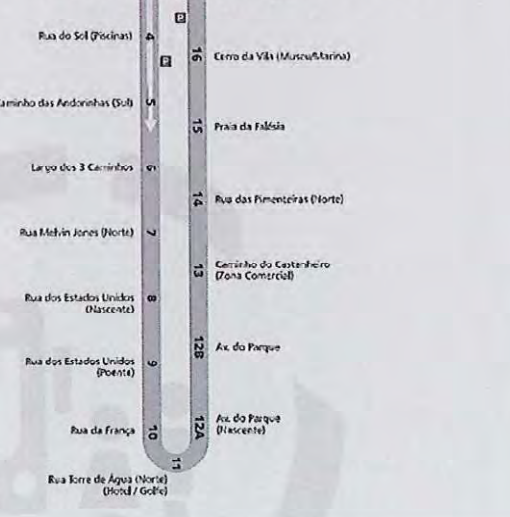 4
Rua do Sol (Piscinas)
5
Caminho das Andorinhas (Sul)
6
Largo dos 3 Caminhos
7
Rua Melvin Jones (Norte)
8
Rua dos Estados Unidos
(Nascente)
9
Rua dos Estados Unidos
(Poente)
10
Rua da França
11
Rua Torre de Água (Norte)
(Hotel / Golfe)
12A
Av. do Parque
(Nascente)
12B
Av. do Parque
13
Caminho do Castanheiro
(Zona Comercial)
14
Rua das Pimenteiras (Norte)
15
Praia da Falésia
16
Cerro da Vila (Museu/Marina)
P
P